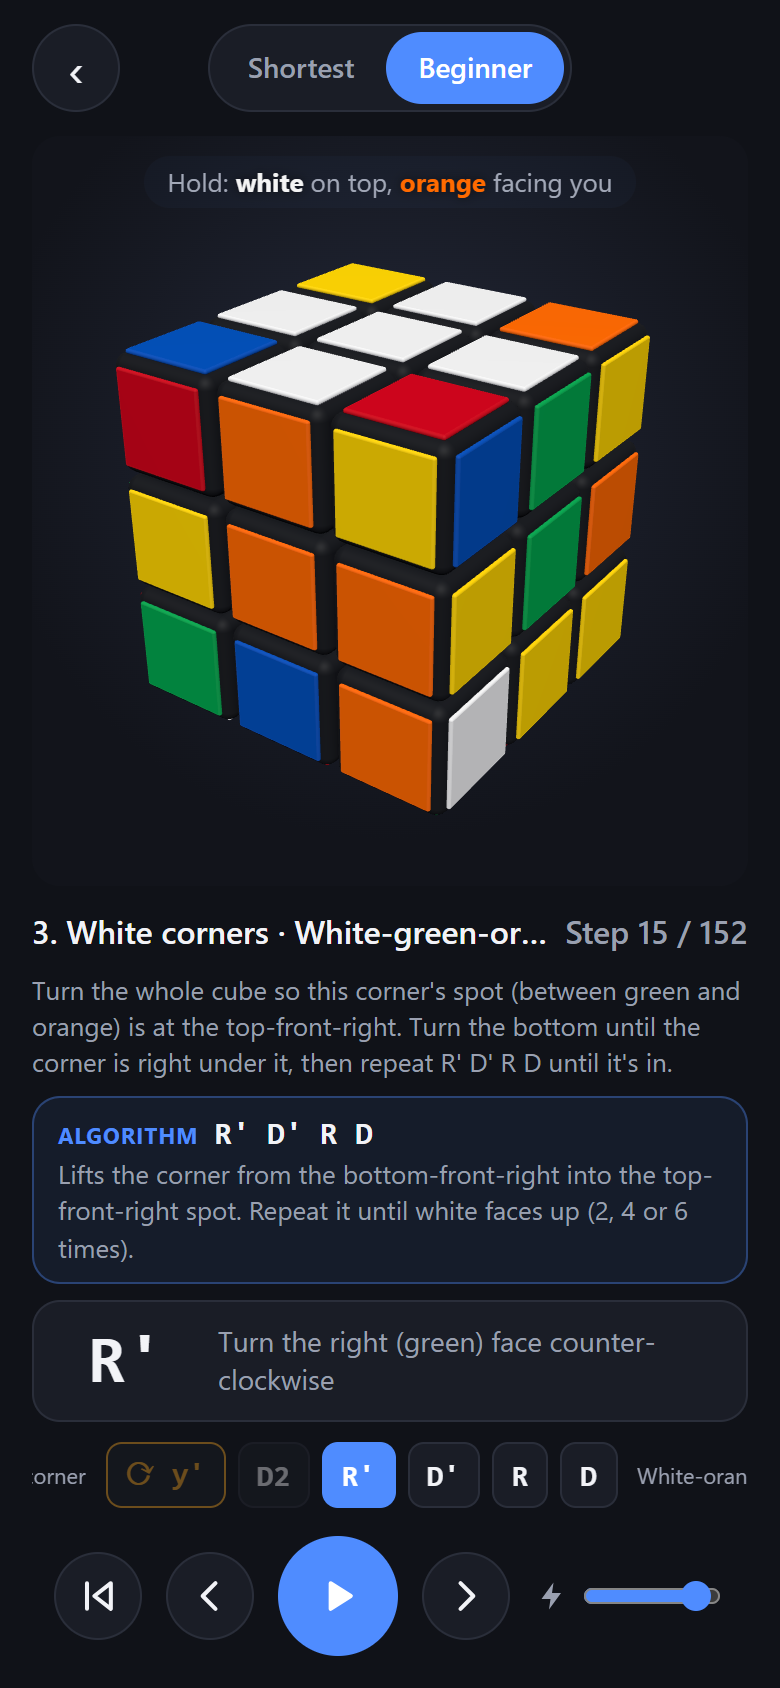 Shortest
Beginner
Hold: white on top, orange facing you
3. White corners · White-green-or...
Step 15 / 152
Turn the whole cube so this corner's spot (between green and
orange) is at the top-front-right. Turn the bottom until the
corner is right under it, then repeat R' D' R D until it's in.
ALGORITHM R' D' R D
Lifts the corner from the bottom-front-right into the top-
front-right spot. Repeat it until white faces up (2, 4 or 6
times).
R'
Turn the right (green) face counter-
clockwise
orner
y'
D2
R'
D'
R
D
White-oran